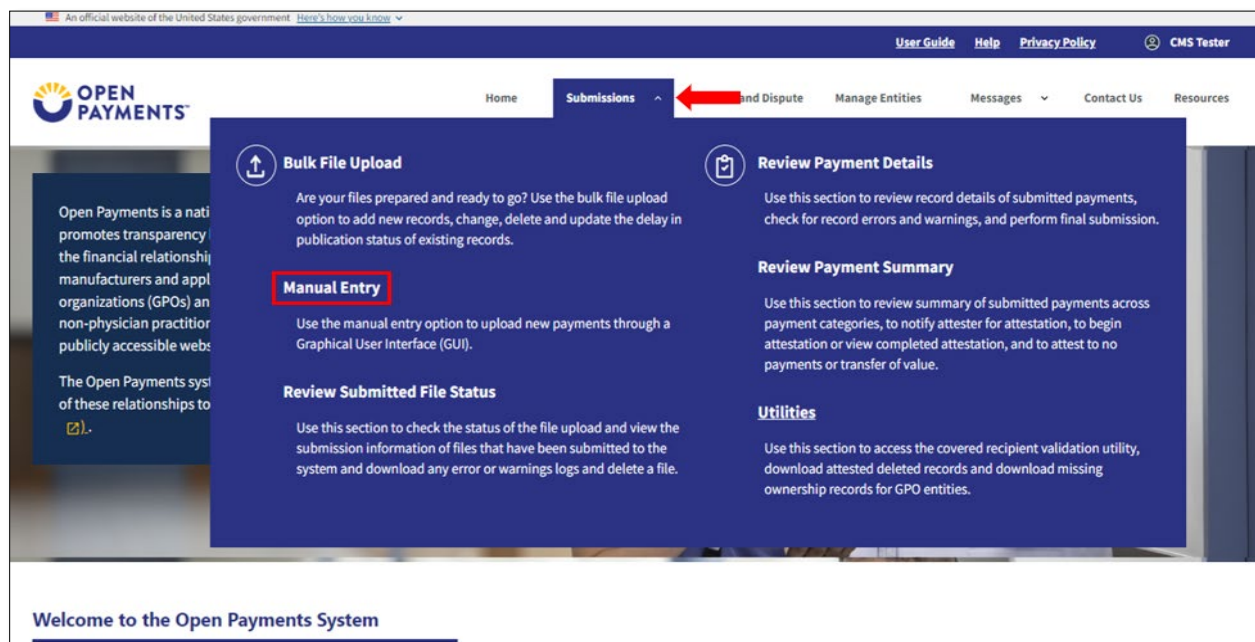 An official website of the United States government Here's how you know
User Guide Help Privacy Policy CMS Tester
OPEN
PAYMENTS™
Home Submissions and Dispute Manage Entities Messages Contact Us Resources
Bulk File Upload
Are your files prepared and ready to go? Use the bulk file upload
option to add new records, change, delete and update the delay in
publication status of existing records.
Manual Entry
Use the manual entry option to upload new payments through a
Graphical User Interface (GUI).
Review Submitted File Status
Use this section to check the status of the file upload and view the
submission information of files that have been submitted to the
system and download any error or warnings logs and delete a file.
Review Payment Details
Use this section to review record details of submitted payments,
check for record errors and warnings, and perform final submission.
Review Payment Summary
Use this section to review summary of submitted payments across
payment categories, to notify attester for attestation, to begin
attestation or view completed attestation, and to attest to no
payments or transfer of value.
Utilities
Use this section to access the covered recipient validation utility,
download attested deleted records and download missing
ownership records for GPO entities.
Open Payments is a nati
promotes transparency
the financial relationship
manufacturers and appl
organizations (GPOs) an
non-physician practition
publicly accessible webs
The Open Payments syst
of these relationships to
).
Welcome to the Open Payments System